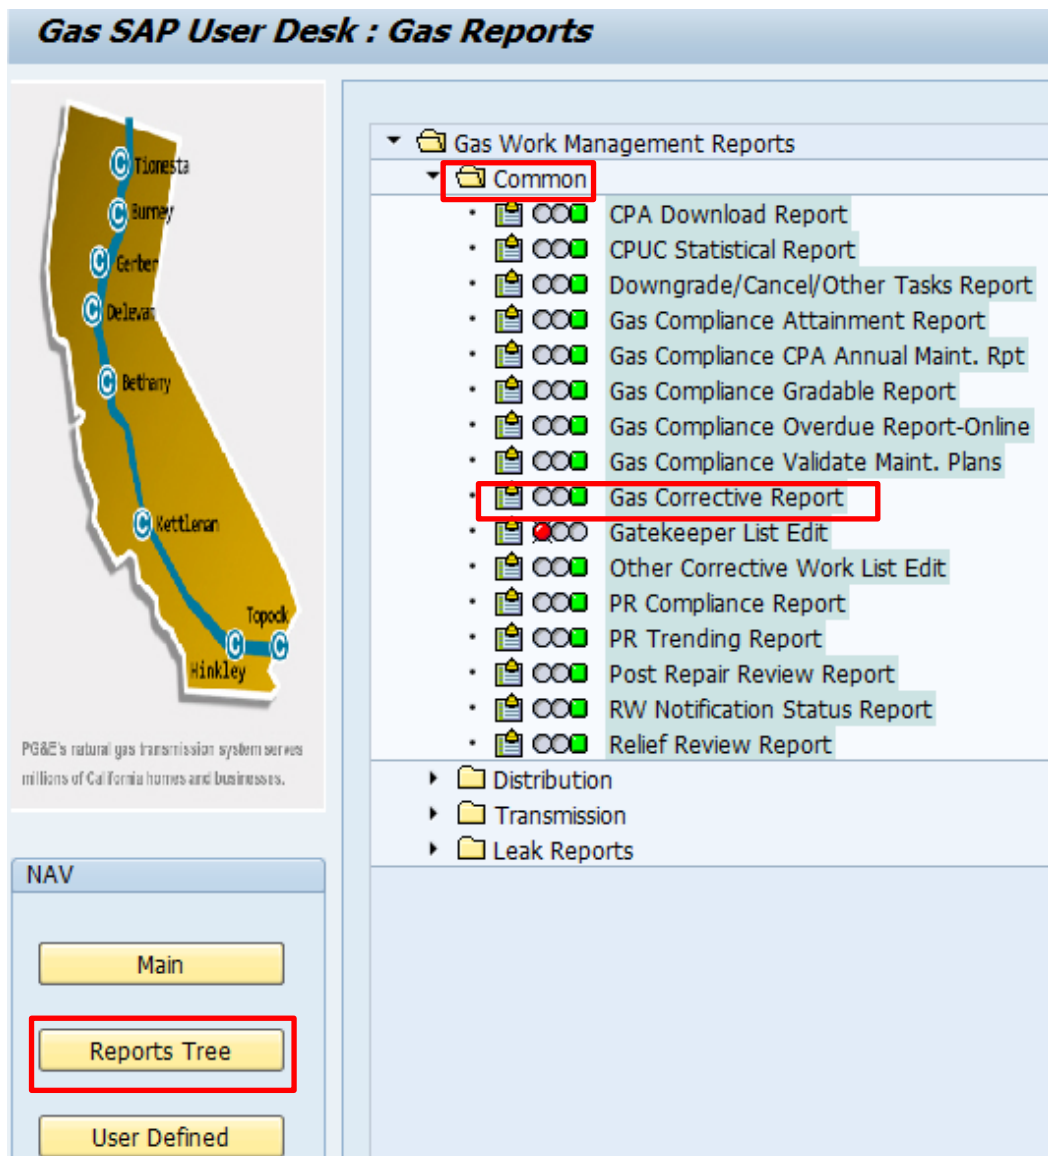 Gas SAP User Desk : Gas Reports
Tionesta
Burney
Gerber
Delevan
Bethany
Kettleman
Topock
Hinkley
PG&E's natural gas transmission system serves
millions of California homes and businesses.
NAV
Main
Reports Tree
User Defined
Gas Work Management Reports
Common
CPA Download Report
CPUC Statistical Report
Downgrade/Cancel/Other Tasks Report
Gas Compliance Attainment Report
Gas Compliance CPA Annual Maint. Rpt
Gas Compliance Gradable Report
Gas Compliance Overdue Report-Online
Gas Compliance Validate Maint. Plans
Gas Corrective Report
Gatekeeper List Edit
Other Corrective Work List Edit
PR Compliance Report
PR Trending Report
Post Repair Review Report
RW Notification Status Report
Relief Review Report
Distribution
Transmission
Leak Reports